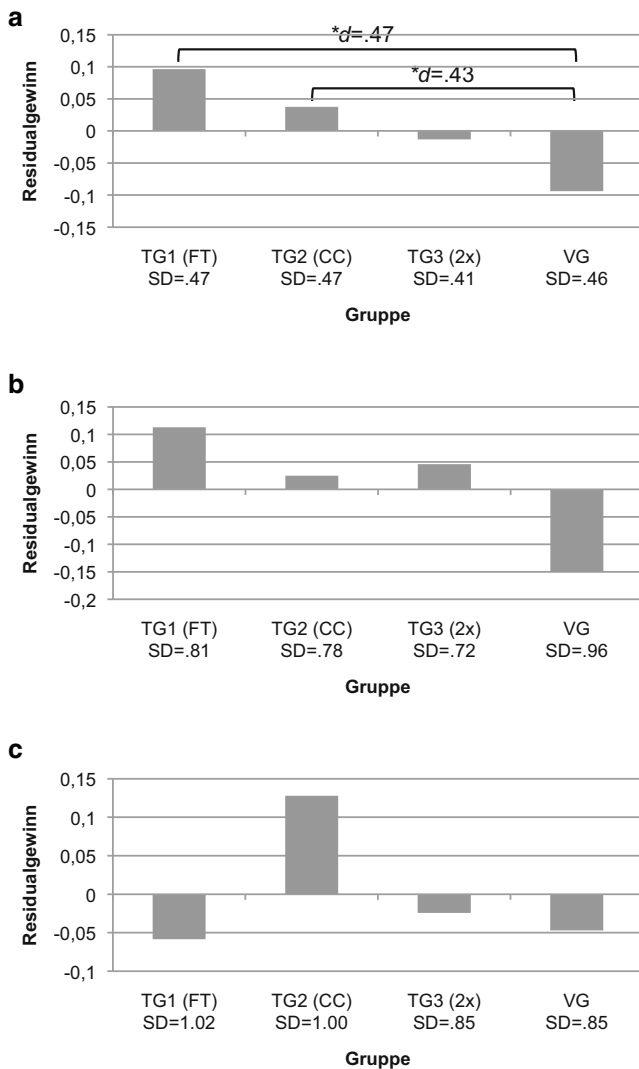 a
0,15
*d=.47
0,1
*d=.43
0,05
0
-0,05
-0,1
-0,15
Residualgewinn
TG1 (FT) TG2 (CC) TG3 (2x) VG
SD=.47 SD=.47 SD=.41 SD=.46
Gruppe
b
0,15
0,1
0,05
0
-0,05
-0,1
-0,15
-0,2
Residualgewinn
TG1 (FT) TG2 (CC) TG3 (2x) VG
SD=.81 SD=.78 SD=.72 SD=.96
Gruppe
c
0,15
0,1
0,05
0
-0,05
-0,1
Residualgewinn
TG1 (FT) TG2 (CC) TG3 (2x) VG
SD=1.02 SD=1.00 SD=.85 SD=.85
Gruppe